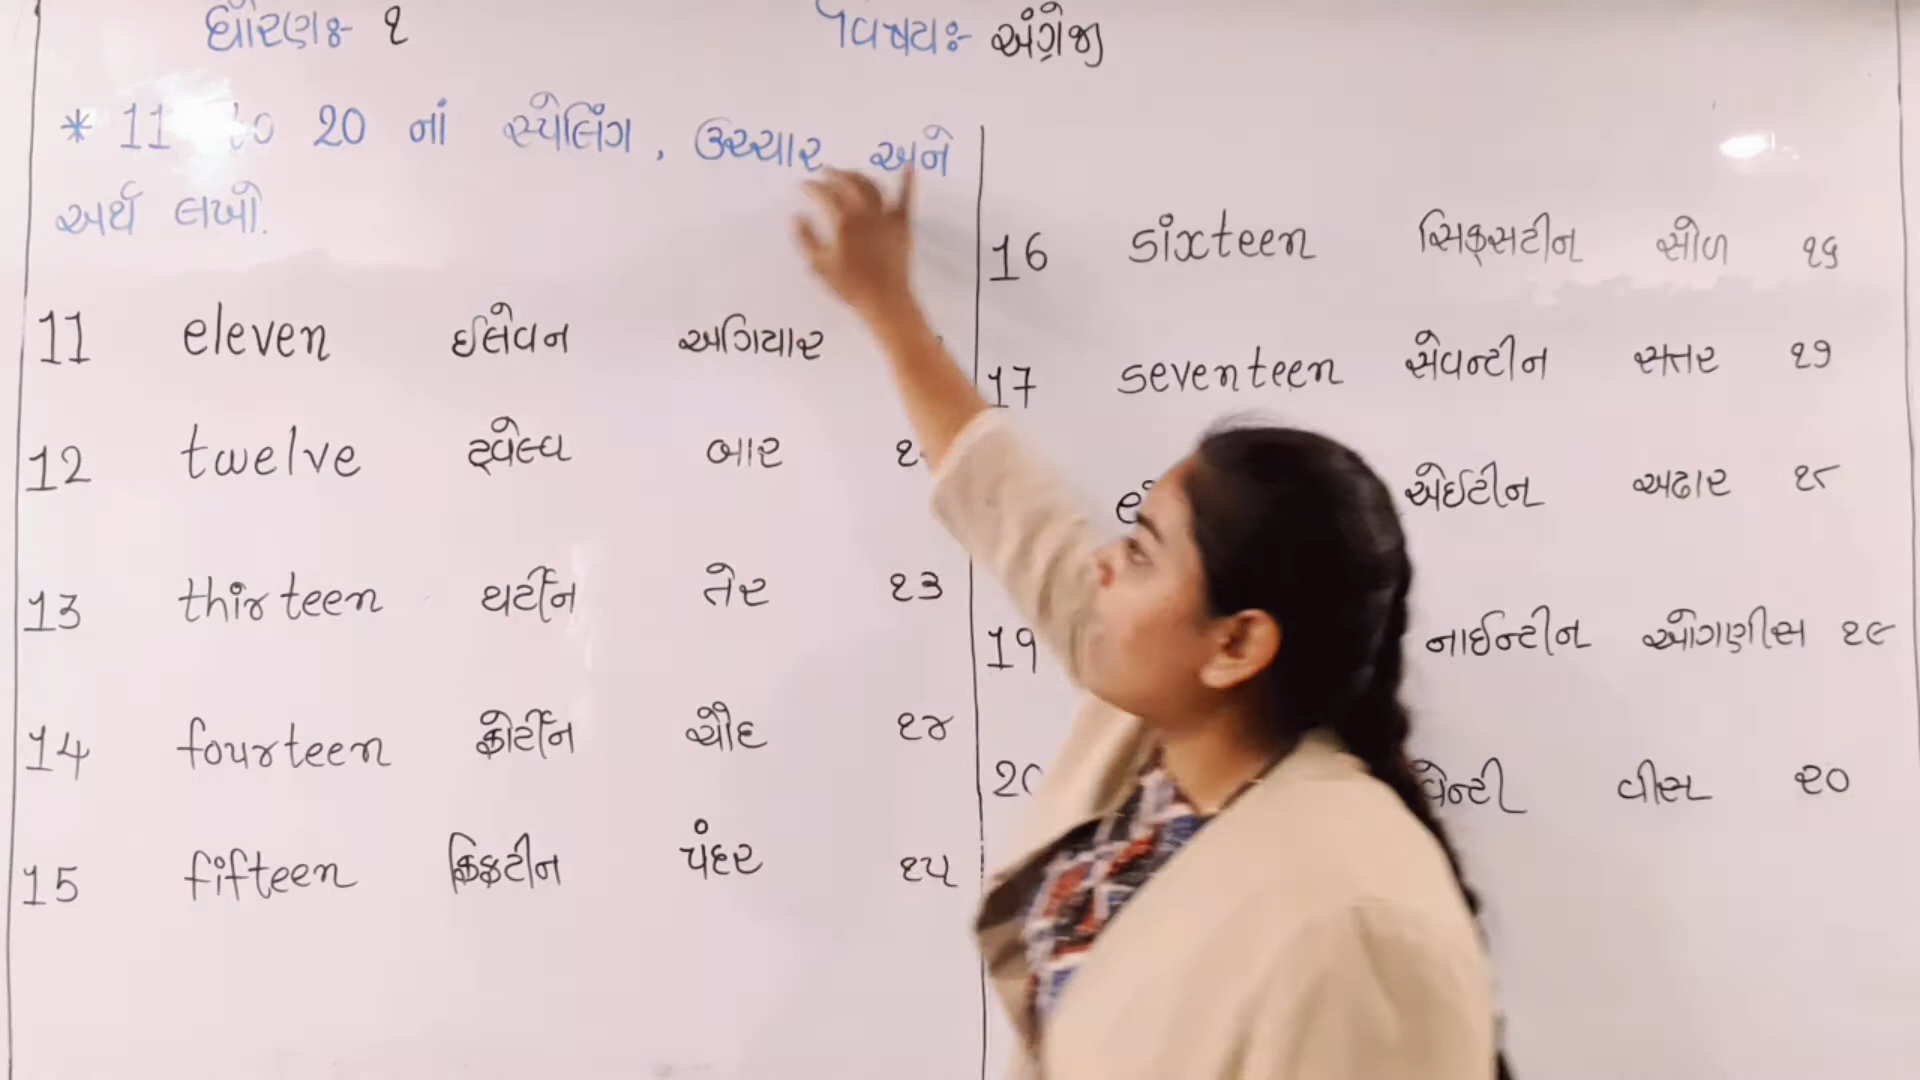 ધોરણઃ- ૧ વિષયઃ- અંગ્રેજી
* 11 to 20 નાં સ્પેલિંગ, ઉચ્ચાર અને
અર્થ લખો.
11 eleven ઈલેવન અગિયાર
12 twelve ટ્વેલ્વ બાર
13 thirteen થર્ટીન તેર ૧૩
14 fourteen ફોર્ટીન ચૌદ ૧૪
15 fifteen ફિફટીન પંદર ૧૫
16 sixteen સિક્સટીન સોળ ૧૬
17 seventeen સેવન્ટીન સત્તર ૧૭
એઈટીન અઢાર ૧૮
19 નાઈન્ટીન ઓગણીસ ૧૯
20 વીસ ૨૦